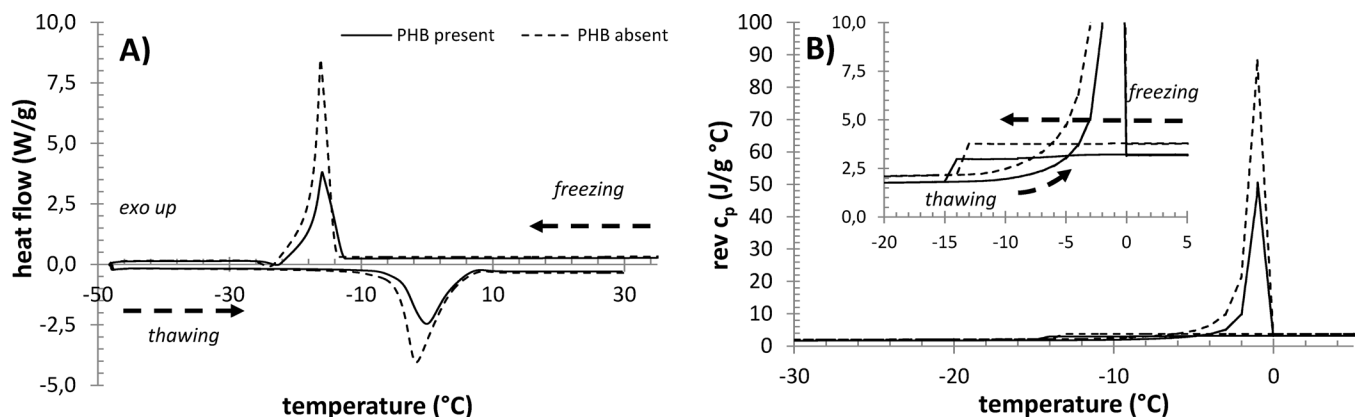 A)
PHB present
PHB absent
heat flow (W/g)
10,0
7,5
5,0
2,5
0,0
-2,5
-5,0
exo up
freezing
thawing
-50
-30
-10
10
30
temperature (°C)
B)
rev cp (J/g °C)
100
90
80
70
60
50
40
30
20
10
0
-30
-20
-10
0
temperature (°C)
10,0
7,5
5,0
2,5
0,0
freezing
thawing
-20
-15
-10
-5
0
5